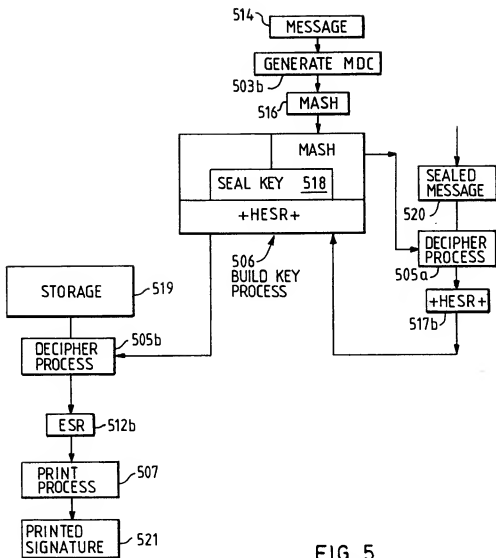 514
MESSAGE
GENERATE MDC
503b
516
MASH
MASH
SEAL KEY 518
+HESR+
506
BUILD KEY
PROCESS
SEALED
MESSAGE
520
DECIPHER
PROCESS
505a
+HESR+
517b
STORAGE
519
DECIPHER
PROCESS
505b
ESR
512b
PRINT
PROCESS
507
PRINTED
SIGNATURE
521
FIG. 5